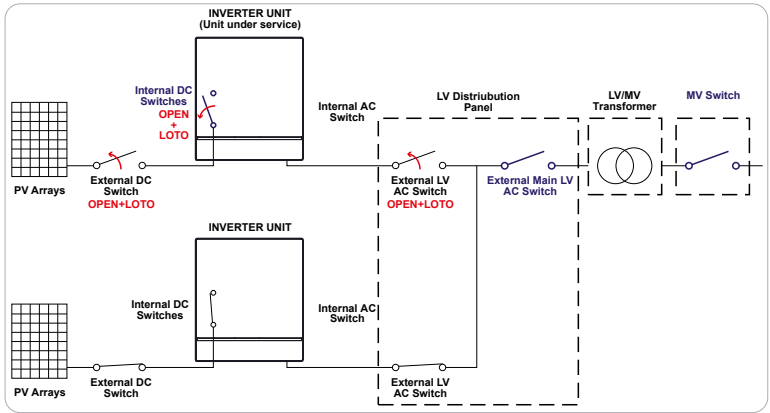 INVERTER UNIT
(Unit under service)
Internal DC
Switches
OPEN
+
LOTO
Internal AC
Switch
LV Distriubution
Panel
LV/MV
Transformer
MV Switch
PV Arrays
External DC
Switch
OPEN+LOTO
External LV
AC Switch
OPEN+LOTO
External Main LV
AC Switch
INVERTER UNIT
Internal DC
Switches
Internal AC
Switch
PV Arrays
External DC
Switch
External LV
AC Switch